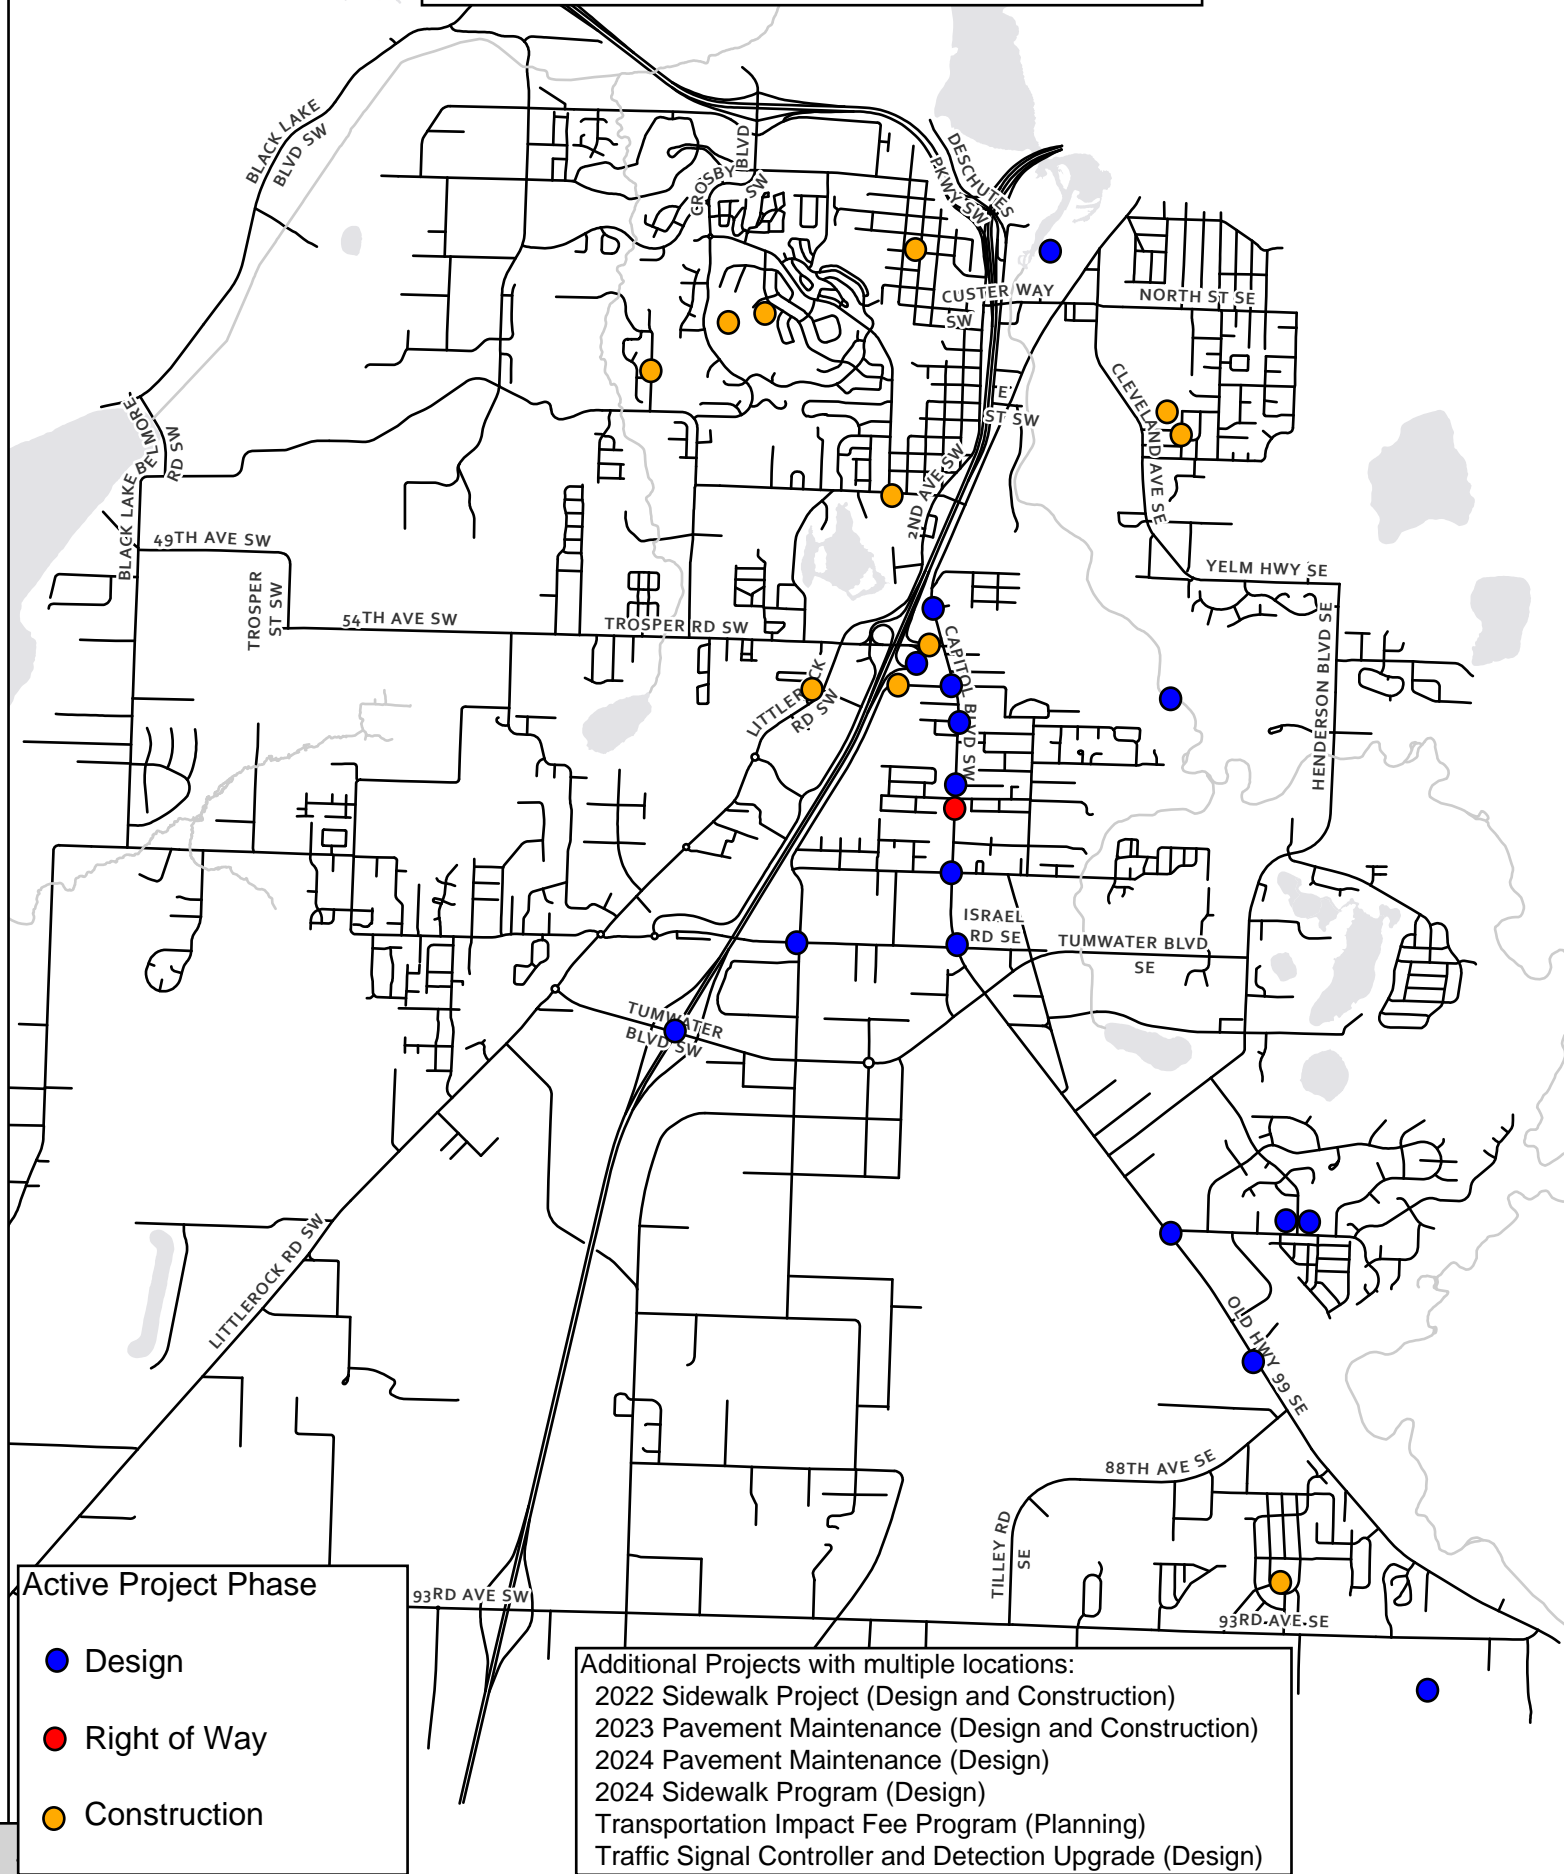 BLACK LAKE
BLVD SW
CROSBY
BLVD
SW
DESCHUTES
PKWY SW
CUSTER WAY
SW
NORTH ST SE
E
ST SW
CLEVELAND AVE SE
BLACK LAKE
BELMORE
RD SW
2ND AVE SW
49TH AVE SW
TROSPER
ST SW
54TH AVE SW
TROSPER RD SW
YELM HWY SE
HENDERSON BLVD SE
CAPITOL BLVD SW
LITTLEROCK
RD SW
ISRAEL
RD SE
TUMWATER BLVD
SE
TUMWATER
BLVD SW
LITTLEROCK RD SW
OLD HWY 99 SE
88TH AVE SE
TILLEY RD
SE
93RD AVE SW
93RD AVE SE
Active Project Phase
Design
Right of Way
Construction
Additional Projects with multiple locations:
2022 Sidewalk Project (Design and Construction)
2023 Pavement Maintenance (Design and Construction)
2024 Pavement Maintenance (Design)
2024 Sidewalk Program (Design)
Transportation Impact Fee Program (Planning)
Traffic Signal Controller and Detection Upgrade (Design)